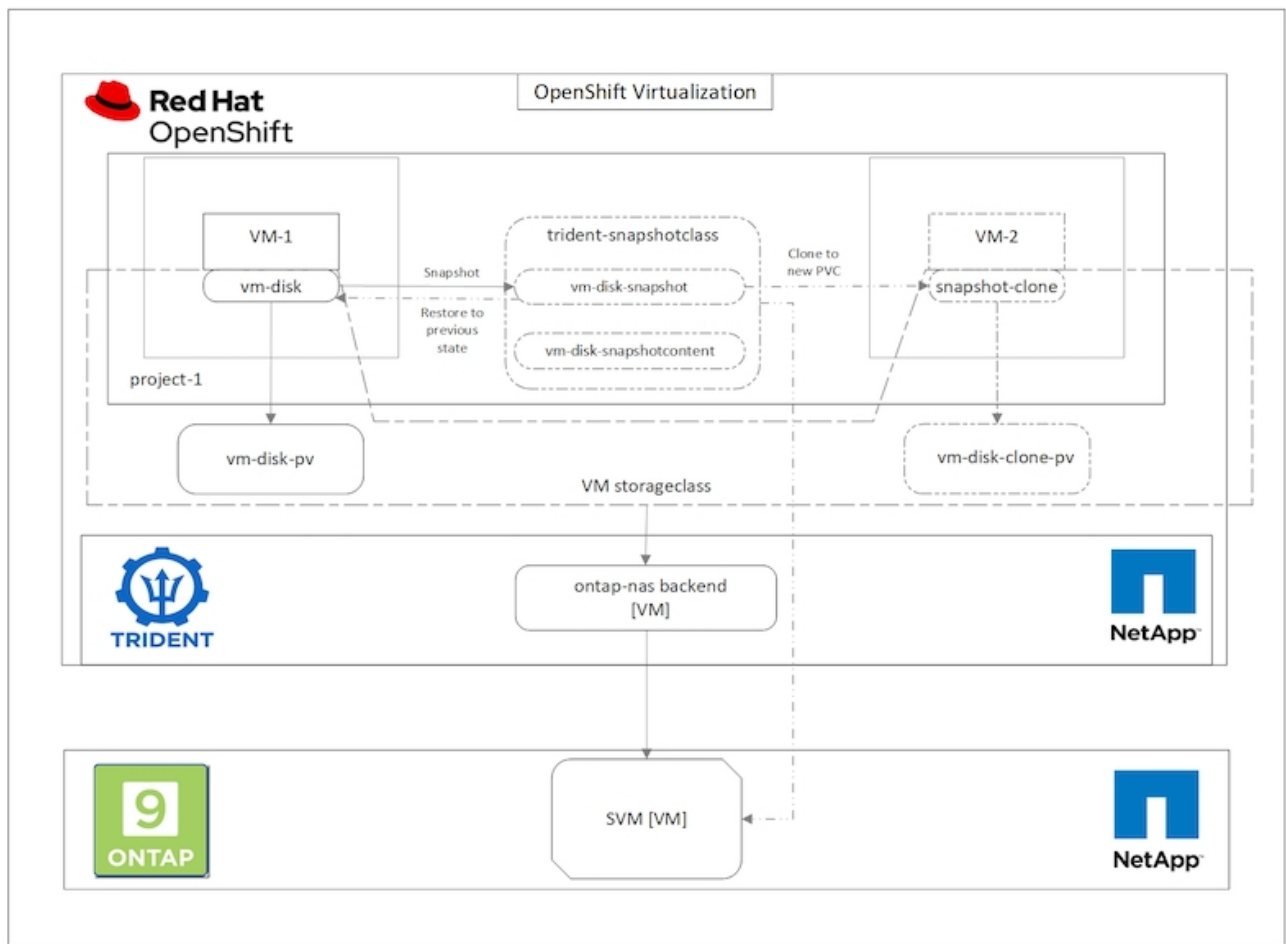 Red Hat
OpenShift
OpenShift Virtualization
VM-1
vm-disk
Snapshot
Restore to
previous
state
trident-snapshotclass
vm-disk-snapshot
vm-disk-snapshotcontent
Clone to
new PVC
VM-2
snapshot-clone
project-1
vm-disk-pv
vm-disk-clone-pv
VM storageclass
TRIDENT
ontap-nas backend
[VM]
NetApp™
9
ONTAP
SVM [VM]
NetApp™